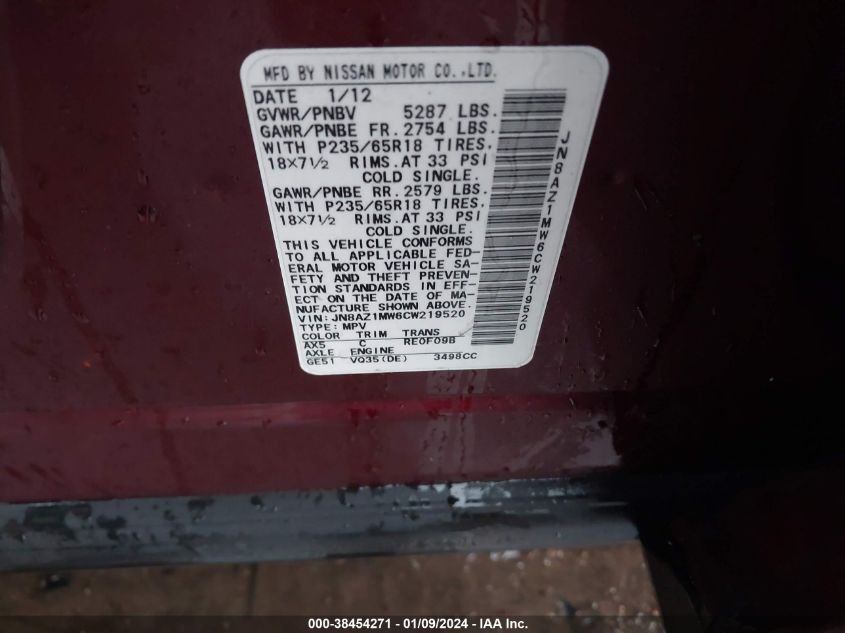 MFD BY NISSAN MOTOR CO.,LTD.
DATE 1/12
GVWR/PNBV 5287 LBS.
GAWR/PNBE FR. 2754 LBS.
WITH P235/65R18 TIRES,
18X7½ RIMS.AT 33 PSI
COLD SINGLE.
GAWR/PNBE RR. 2579 LBS.
WITH P235/65R18 TIRES,
18X7½ RIMS.AT 33 PSI
COLD SINGLE.
THIS VEHICLE CONFORMS
TO ALL APPLICABLE FED-
ERAL MOTOR VEHICLE SA-
FETY AND THEFT PREVEN-
TION STANDARDS IN EFF-
ECT ON THE DATE OF MA-
NUFACTURE SHOWN ABOVE.
VIN: JN8AZ1MW6CW219520
TYPE: MPV
COLOR TRIM TRANS
AX5 C RE0F09B
AXLE ENGINE
GE51 VQ35(DE) 3498CC
JN8AZ1MW6CW219520
000-38454271 - 01/09/2024 - IAA Inc.